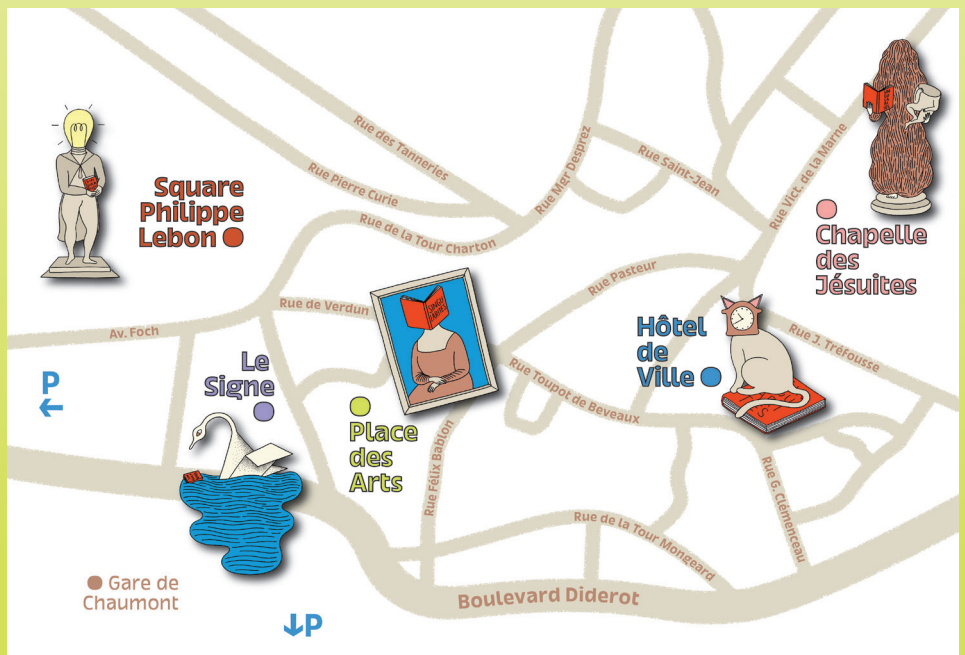 Rue des Tanneries
Rue Pierre Curie
Rue Mgr Desprez
Rue Saint-Jean
Rue Vict. de la Marne
Square
Philippe
Lebon
Rue de la Tour Charton
Chapelle
des
Jésuites
Rue Pasteur
Rue de Verdun
Av. Foch
Hôtel
de
Ville
Rue J. Tréfousse
Le
Signe
P
Rue Toupot de Beveaux
Place
des
Arts
Rue Félix Bablon
Rue G. Clémenceau
Rue de la Tour Mongeard
Gare de
Chaumont
Boulevard Diderot
P